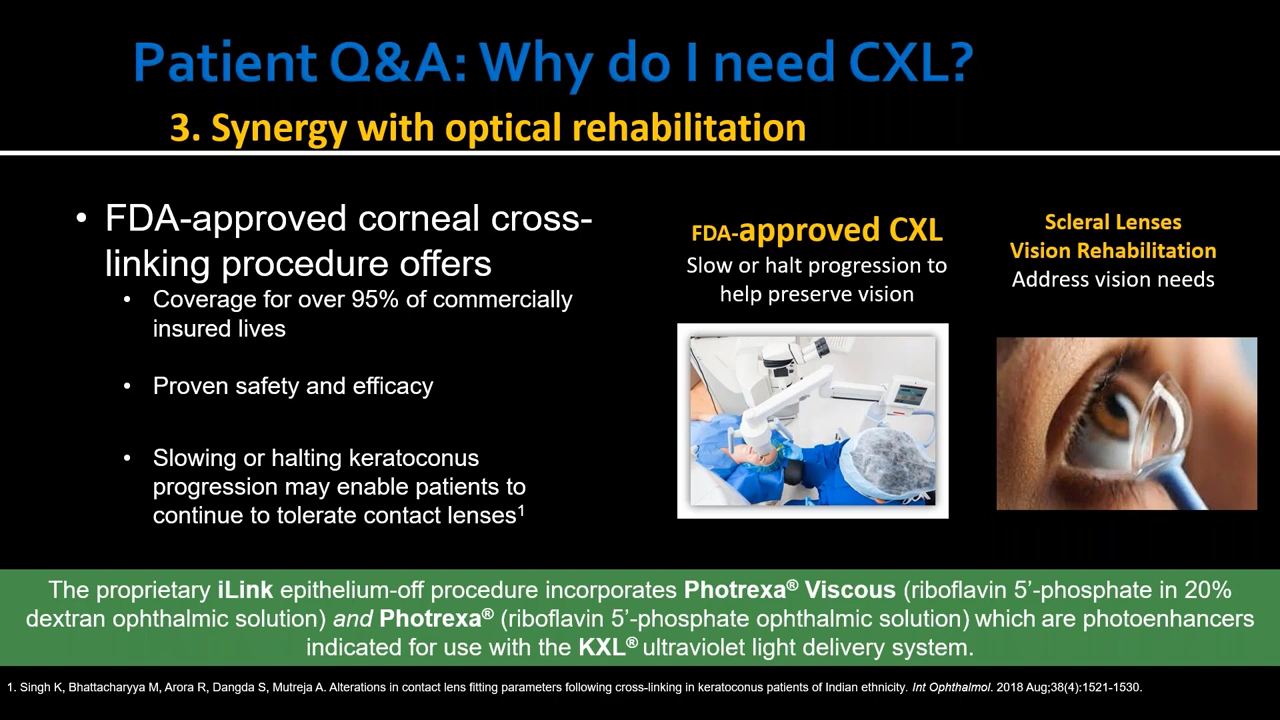 Patient Q&A: Why do I need CXL?
3. Synergy with optical rehabilitation
• FDA-approved corneal cross-
linking procedure offers
• Coverage for over 95% of commercially
insured lives
• Proven safety and efficacy
• Slowing or halting keratoconus
progression may enable patients to
continue to tolerate contact lenses¹
FDA-approved CXL
Slow or halt progression to
help preserve vision
Scleral Lenses
Vision Rehabilitation
Address vision needs
The proprietary iLink epithelium-off procedure incorporates Photrexa® Viscous (riboflavin 5’-phosphate in 20%
dextran ophthalmic solution) and Photrexa® (riboflavin 5’-phosphate ophthalmic solution) which are photoenhancers
indicated for use with the KXL® ultraviolet light delivery system.
1. Singh K, Bhattacharyya M, Arora R, Dangda S, Mutreja A. Alterations in contact lens fitting parameters following cross-linking in keratoconus patients of Indian ethnicity. Int Ophthalmol. 2018 Aug;38(4):1521-1530.